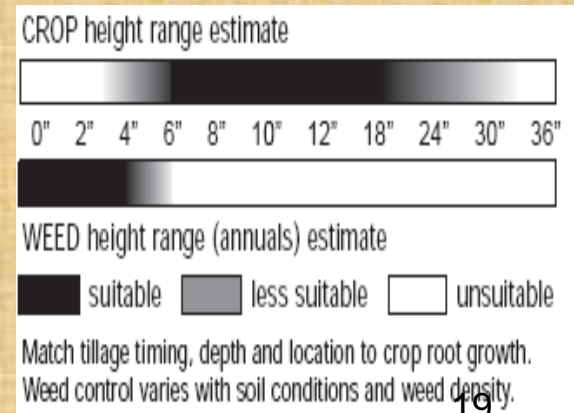 CROP height range estimate
0" 2" 4" 6" 8" 10" 12" 18" 24" 30" 36"
WEED height range (annuals) estimate
suitable less suitable unsuitable
Match tillage timing, depth and location to crop root growth.
Weed control varies with soil conditions and weed density.
19